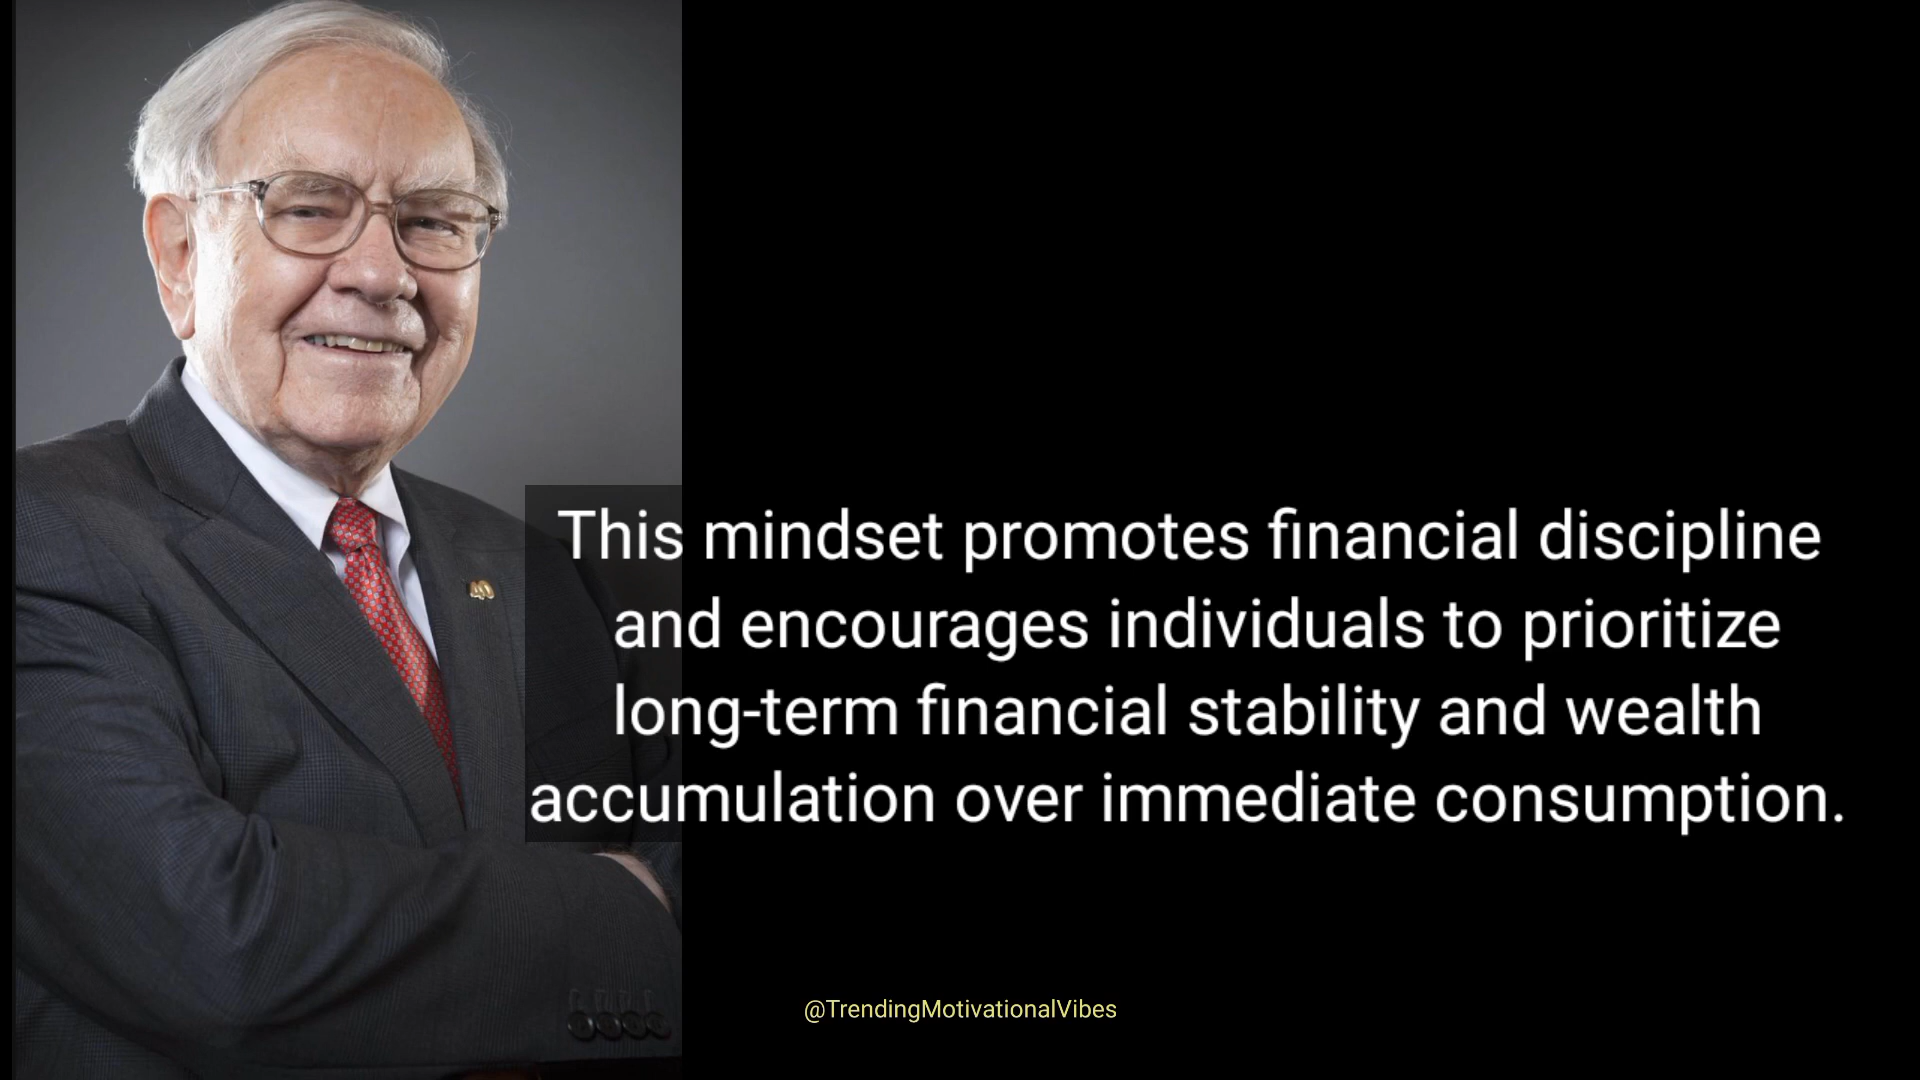 This mindset promotes financial discipline
and encourages individuals to prioritize
long-term financial stability and wealth
accumulation over immediate consumption.
@TrendingMotivationalVibes